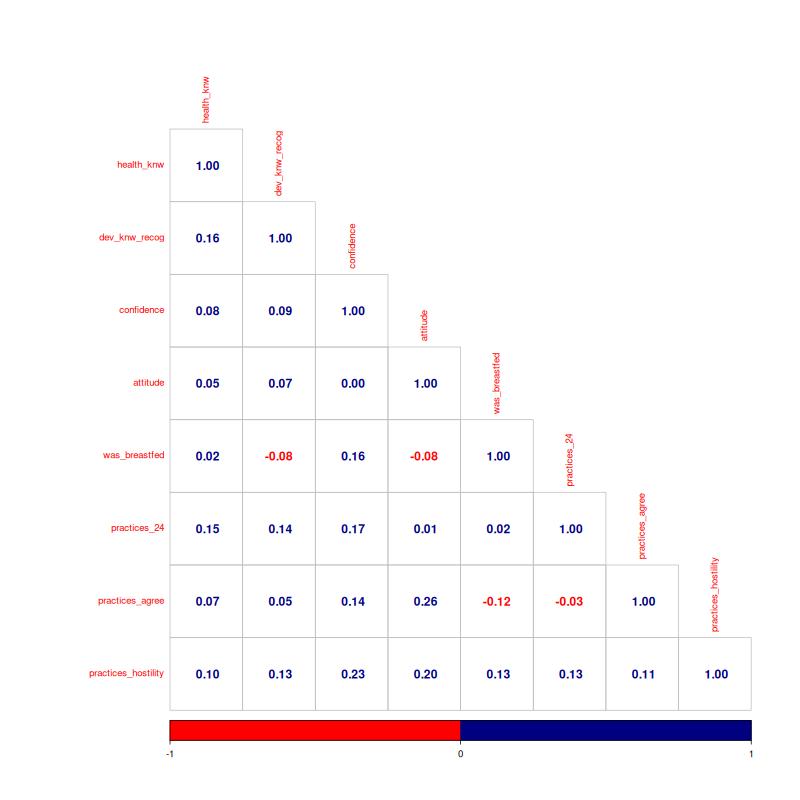 health_knw
dev_knw_recog
confidence
attitude
was_breastfed
practices_24
practices_agree
practices_hostility
health_knw 1.00
dev_knw_recog 0.16 1.00
confidence 0.08 0.09 1.00
attitude 0.05 0.07 0.00 1.00
was_breastfed 0.02 -0.08 0.16 -0.08 1.00
practices_24 0.15 0.14 0.17 0.01 0.02 1.00
practices_agree 0.07 0.05 0.14 0.26 -0.12 -0.03 1.00
practices_hostility 0.10 0.13 0.23 0.20 0.13 0.13 0.11 1.00
-1 0 1